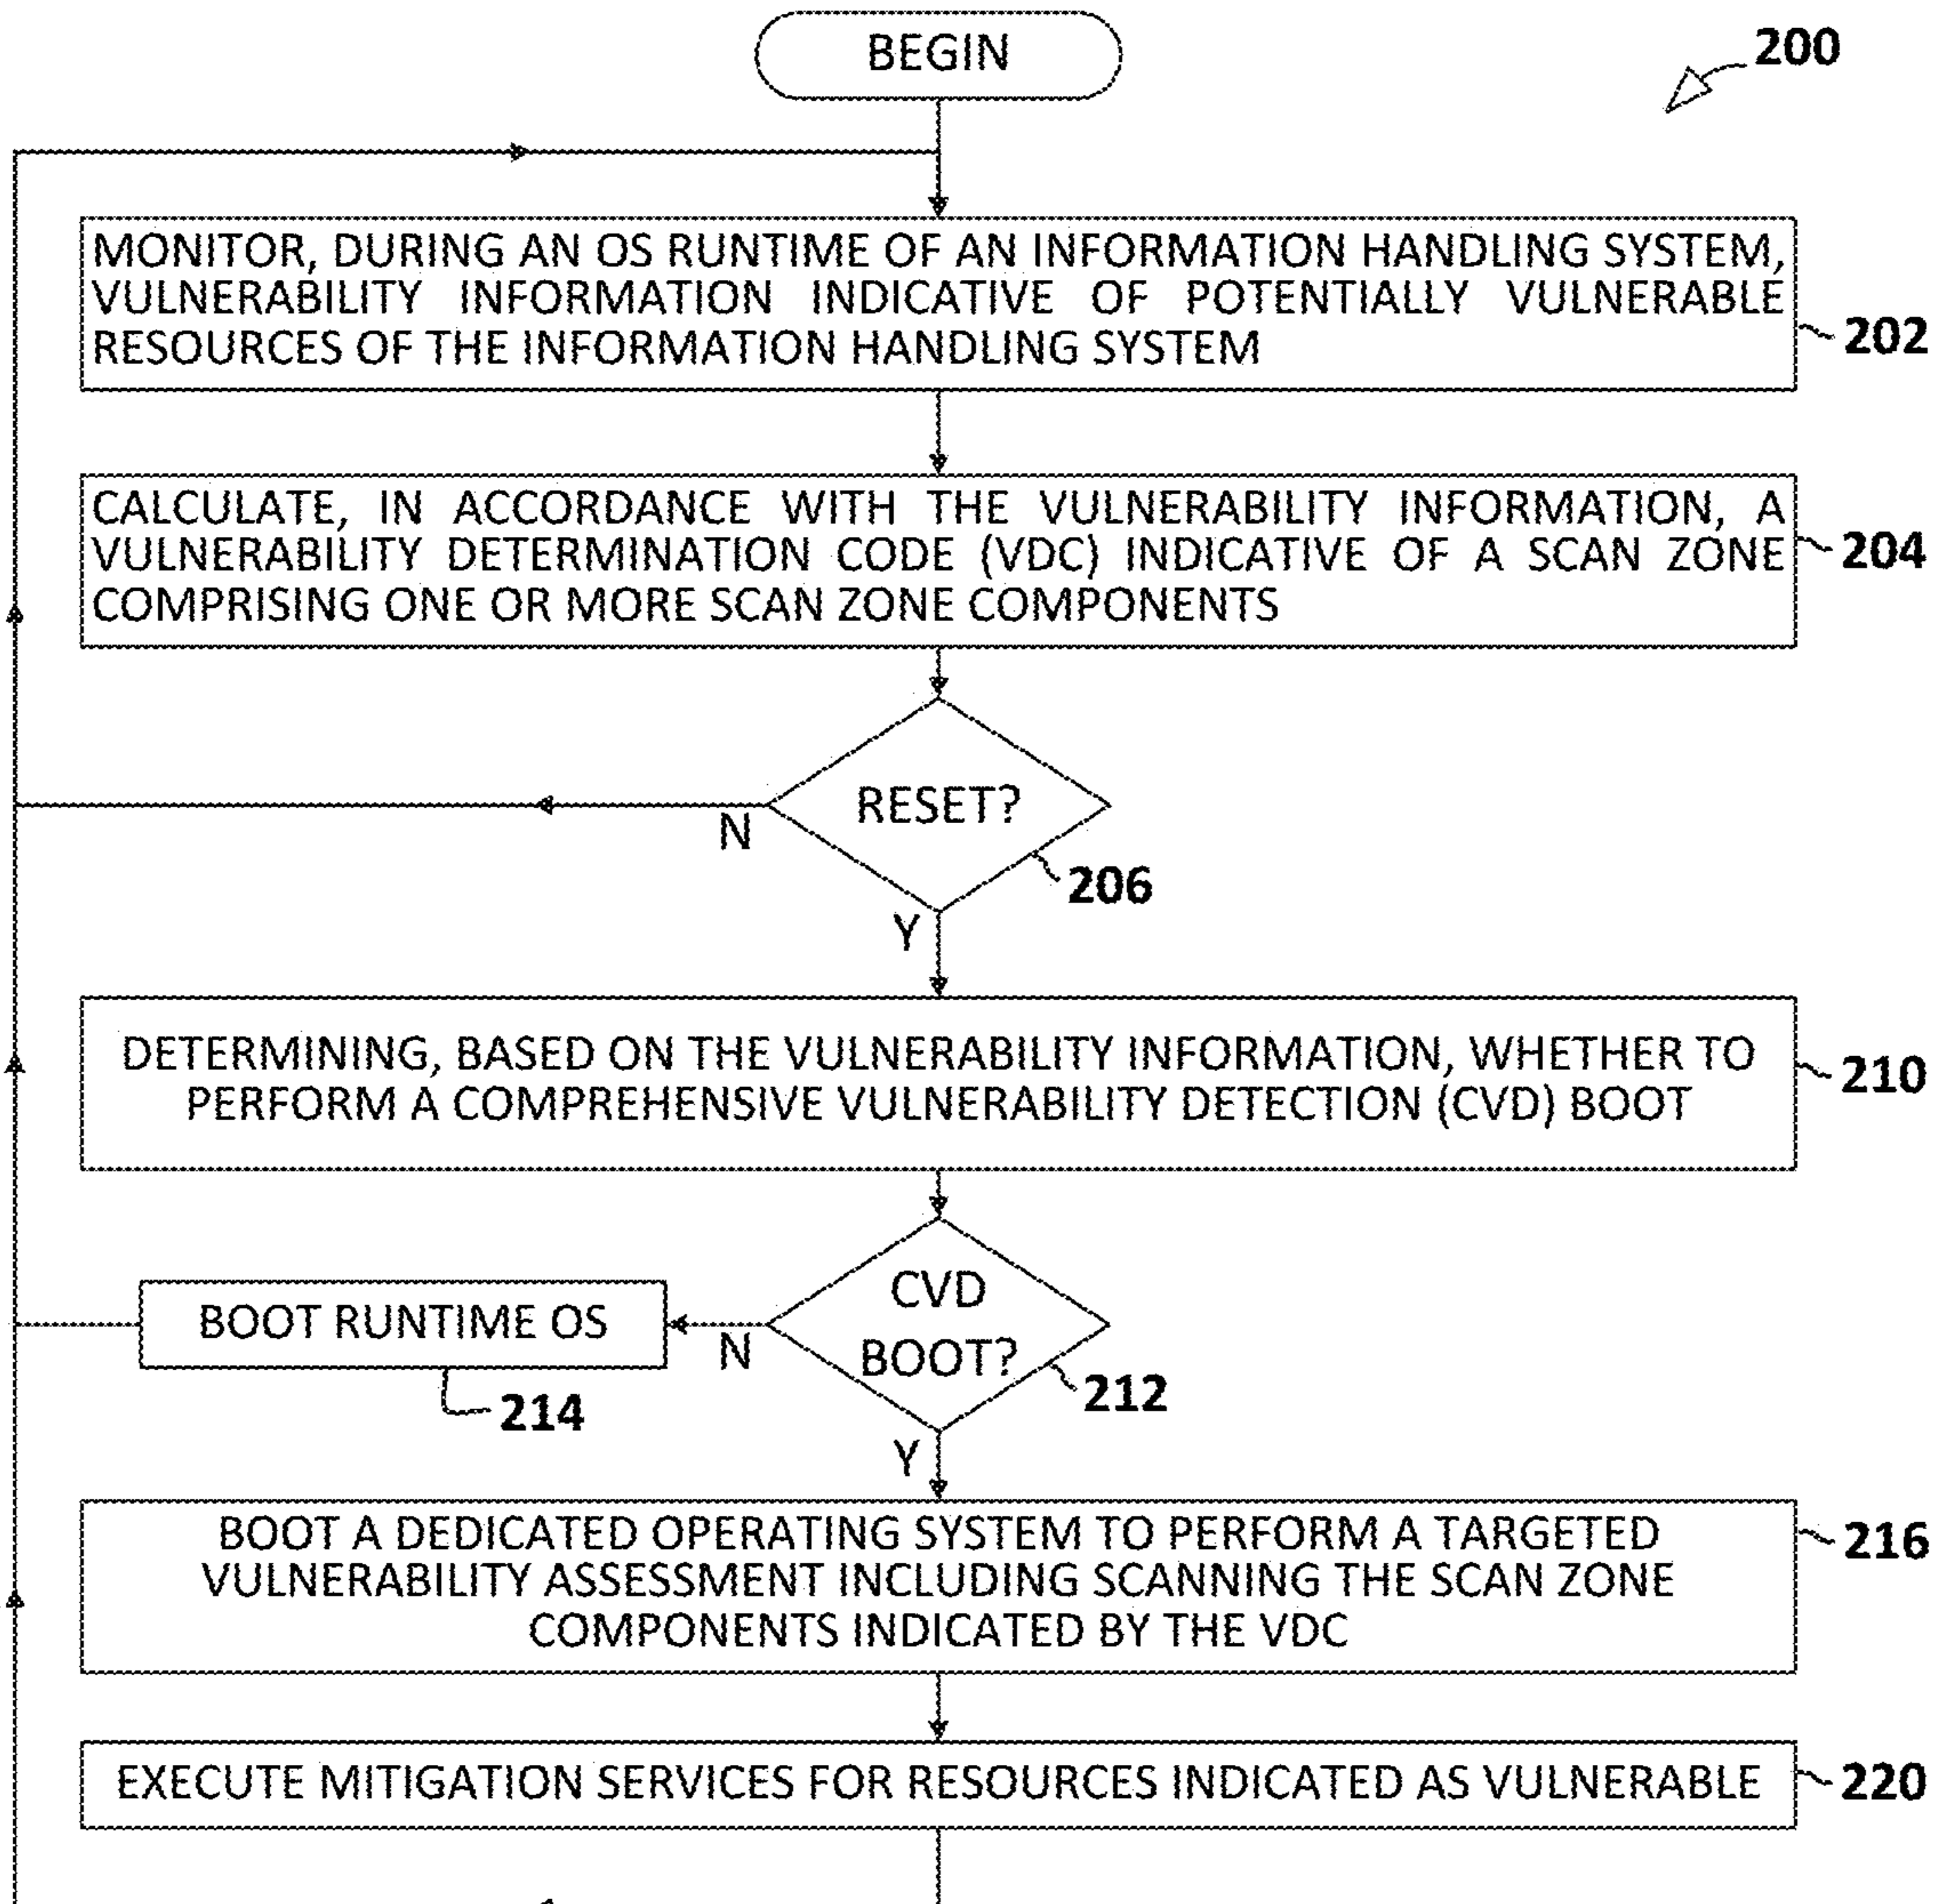 BEGIN
200
MONITOR, DURING AN OS RUNTIME OF AN INFORMATION HANDLING SYSTEM,
VULNERABILITY INFORMATION INDICATIVE OF POTENTIALLY VULNERABLE
RESOURCES OF THE INFORMATION HANDLING SYSTEM
202
CALCULATE, IN ACCORDANCE WITH THE VULNERABILITY INFORMATION, A
VULNERABILITY DETERMINATION CODE (VDC) INDICATIVE OF A SCAN ZONE
COMPRISING ONE OR MORE SCAN ZONE COMPONENTS
204
RESET?
N
206
Y
DETERMINING, BASED ON THE VULNERABILITY INFORMATION, WHETHER TO
PERFORM A COMPREHENSIVE VULNERABILITY DETECTION (CVD) BOOT
210
CVD
BOOT?
BOOT RUNTIME OS
N
212
214
Y
BOOT A DEDICATED OPERATING SYSTEM TO PERFORM A TARGETED
VULNERABILITY ASSESSMENT INCLUDING SCANNING THE SCAN ZONE
COMPONENTS INDICATED BY THE VDC
216
EXECUTE MITIGATION SERVICES FOR RESOURCES INDICATED AS VULNERABLE
220